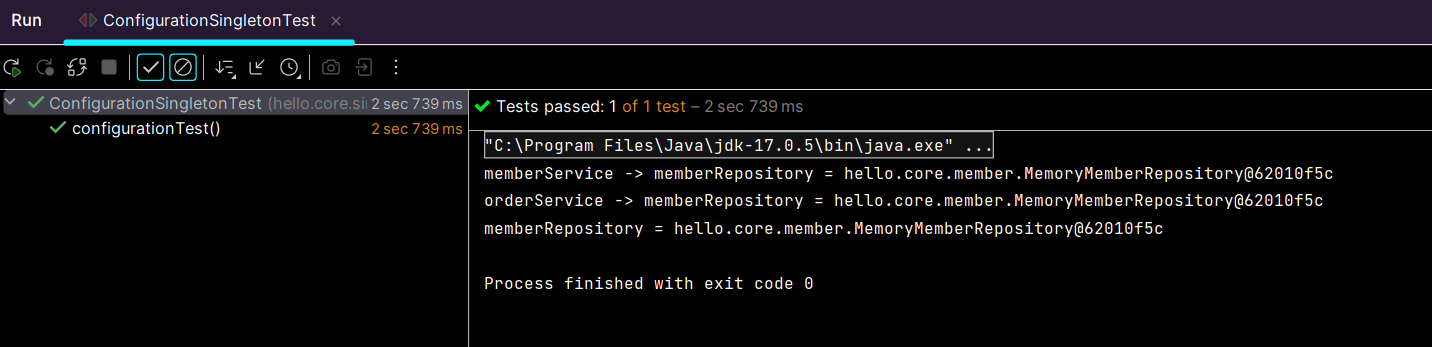 Run ConfigurationSingletonTest ×
ConfigurationSingletonTest (hello.core.si 2 sec 739 ms
configurationTest() 2 sec 739 ms
Tests passed: 1 of 1 test – 2 sec 739 ms
"C:\Program Files\Java\jdk-17.0.5\bin\java.exe" ...
memberService -> memberRepository = hello.core.member.MemoryMemberRepository@62010f5c
orderService -> memberRepository = hello.core.member.MemoryMemberRepository@62010f5c
memberRepository = hello.core.member.MemoryMemberRepository@62010f5c
Process finished with exit code 0